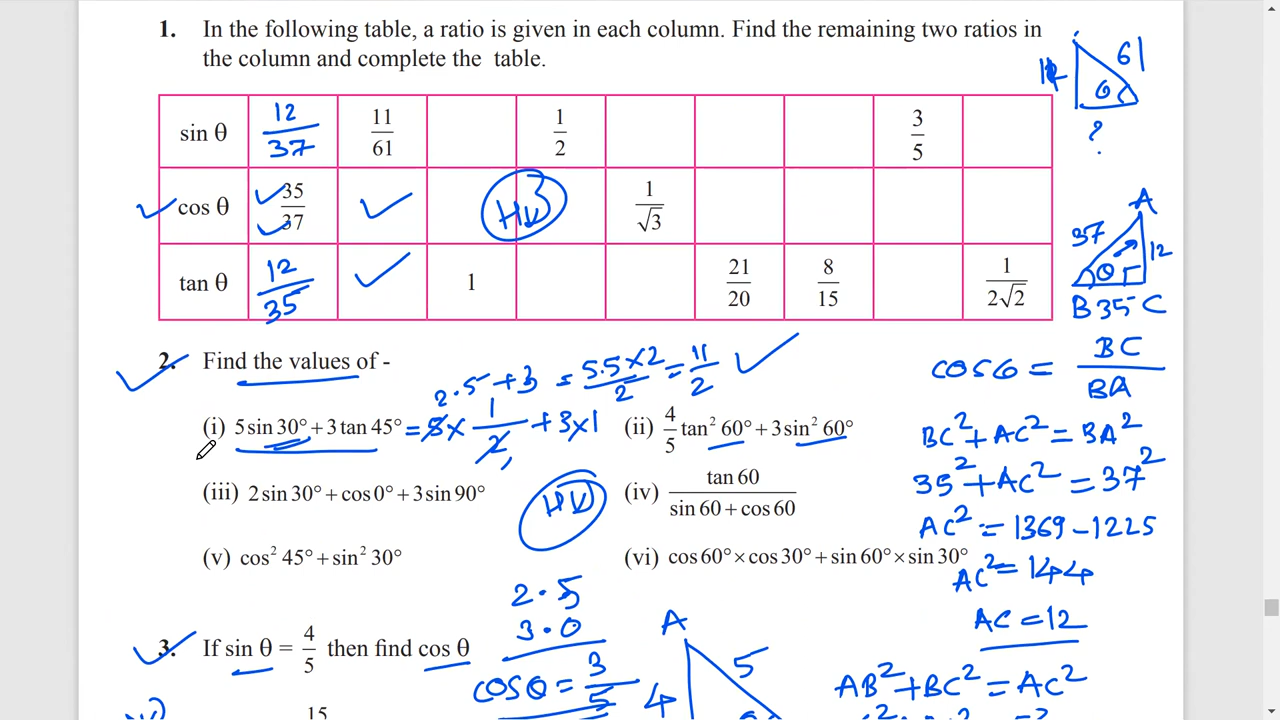 1. In the following table, a ratio is given in each column. Find the remaining two ratios in
the column and complete the table.
61
θ
?
sin θ 12/37 11/61 1/2 3/5
cos θ 35/37 1/√3
tan θ 12/35 1 21/20 8/15 1/(2√2)
HW
A
37 12
θ
B 35 C
2. Find the values of -
2.5 + 3 = 5.5×2/2 = 11/2
(i) 5 sin 30° + 3 tan 45° = 5 × 1/2 + 3×1
(ii) 4/5 tan² 60° + 3 sin² 60°
(iii) 2 sin 30° + cos 0° + 3 sin 90°
HW
(iv) tan 60/(sin 60 + cos 60)
(v) cos² 45° + sin² 30°
(vi) cos 60° × cos 30° + sin 60° × sin 30°
cosθ = BC/BA
BC² + AC² = BA²
35² + AC² = 37²
AC² = 1369 - 1225
AC² = 144
AC = 12
2.5
3.0
3. If sin θ = 4/5 then find cos θ
cosθ = 3/5
A
5
4
AB² + BC² = AC²
15